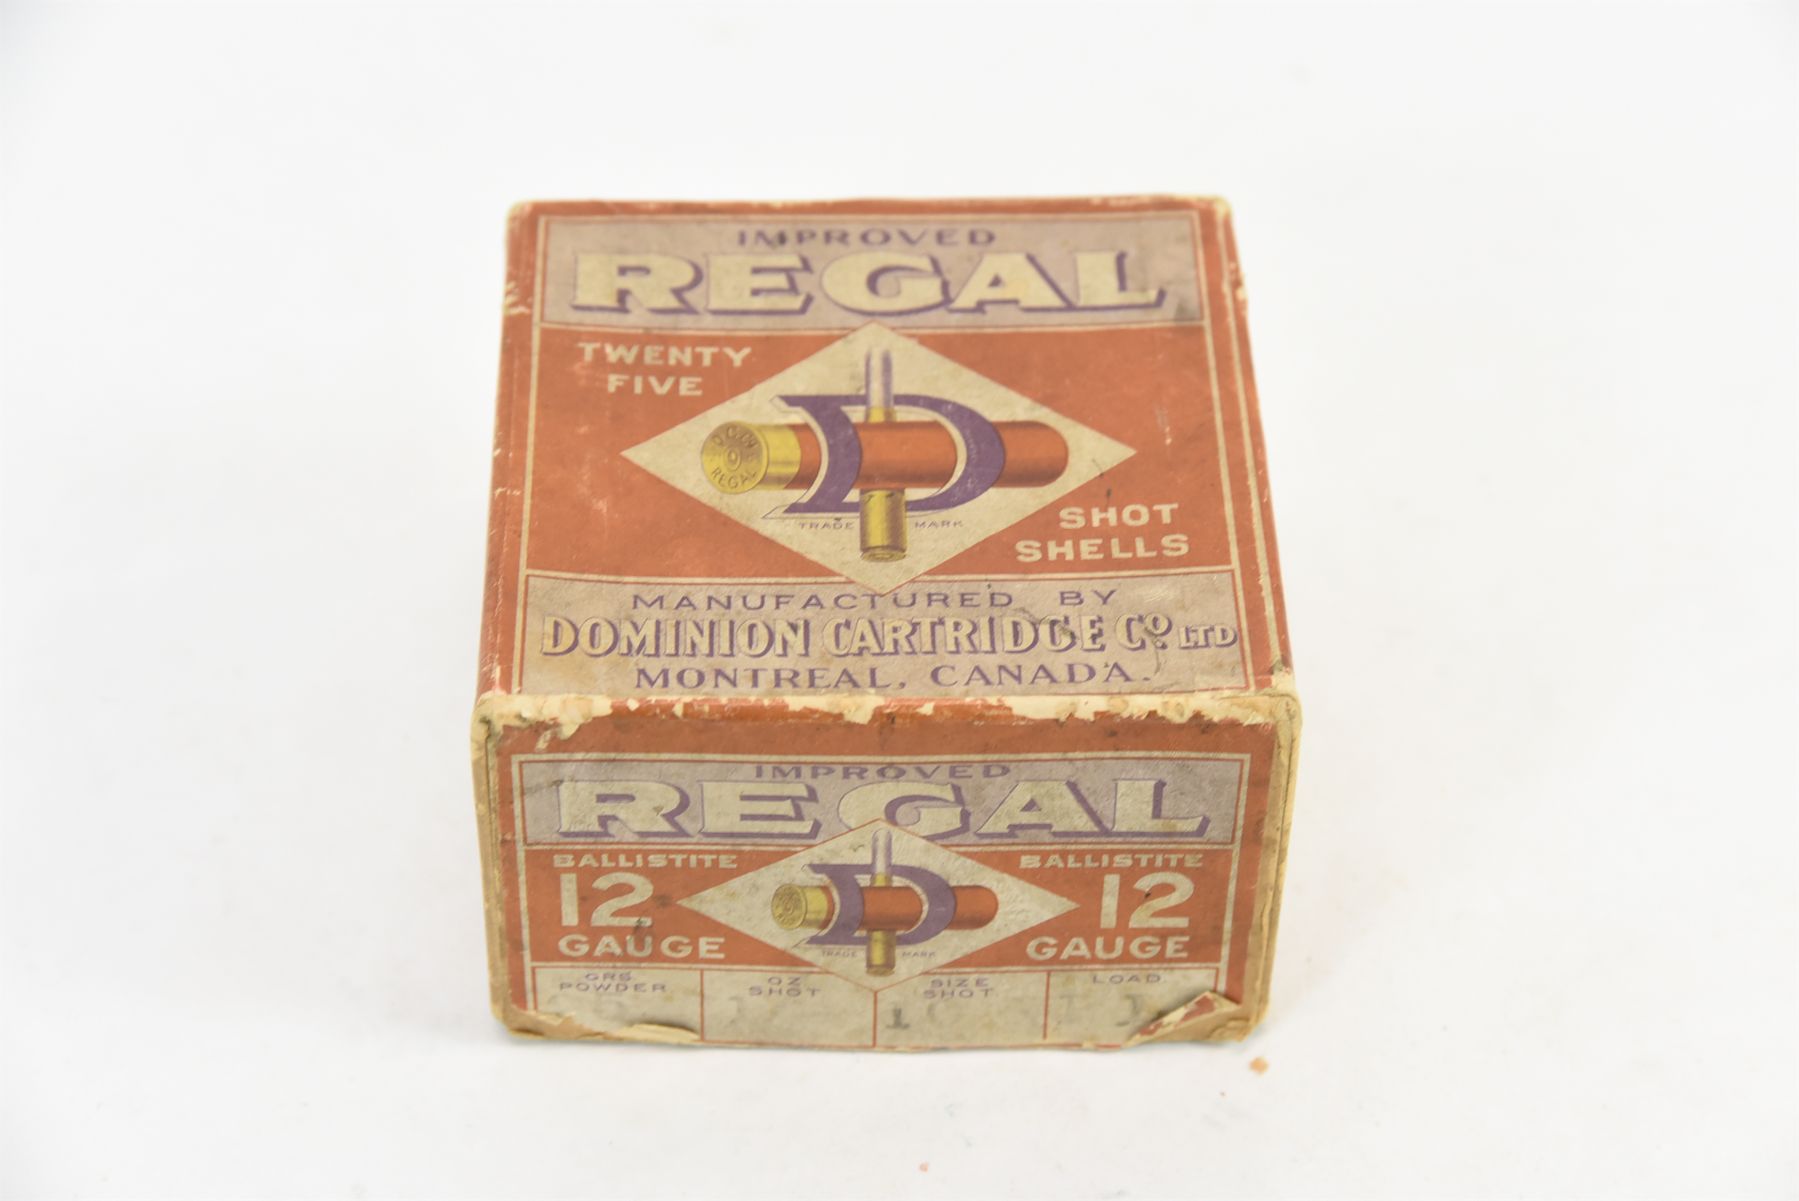 IMPROVED
REGAL
TWENTY
FIVE
D
REGAL
TRADE MARK
SHOT
SHELLS
MANUFACTURED BY
DOMINION CARTRIDGE Co LTD
MONTREAL, CANADA.
IMPROVED
REGAL
BALLISTITE
12
GAUGE
D
TRADE MARK
BALLISTITE
12
GAUGE
GRS.
POWDER
OZ
SHOT
SIZE
SHOT
LOAD